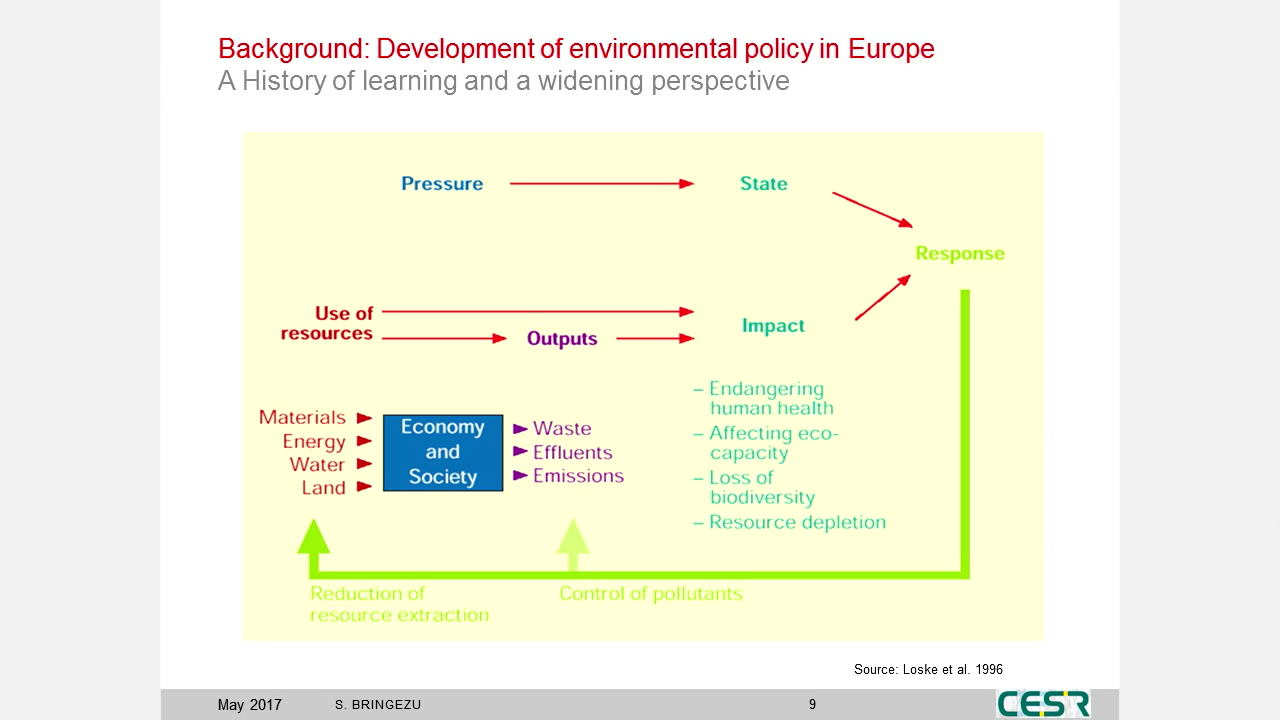 Background: Development of environmental policy in Europe
A History of learning and a widening perspective
Pressure
State
Response
Use of
resources
Outputs
Impact
Materials
Energy
Water
Land
Economy
and
Society
Waste
Effluents
Emissions
– Endangering
human health
– Affecting eco-
capacity
– Loss of
biodiversity
– Resource depletion
Reduction of
resource extraction
Control of pollutants
Source: Loske et al. 1996
May 2017
S. BRINGEZU
9
CESR